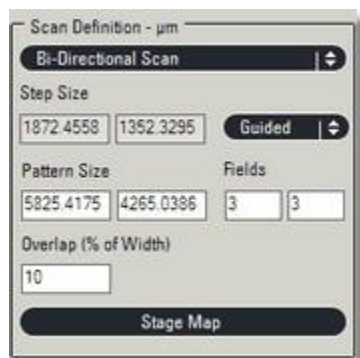 Scan Definition - µm
Bi-Directional Scan
Step Size
1872.4558 1352.3295 Guided
Pattern Size Fields
5825.4175 4265.0386 3 3
Overlap (% of Width)
10
Stage Map